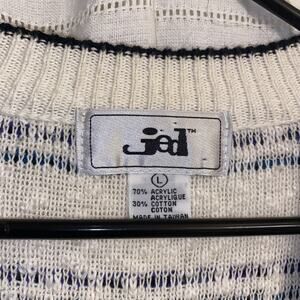 jed™
L
70% ACRYLIC
ACRYLIQUE
30% COTTON
COTON
MADE IN TAIWAN